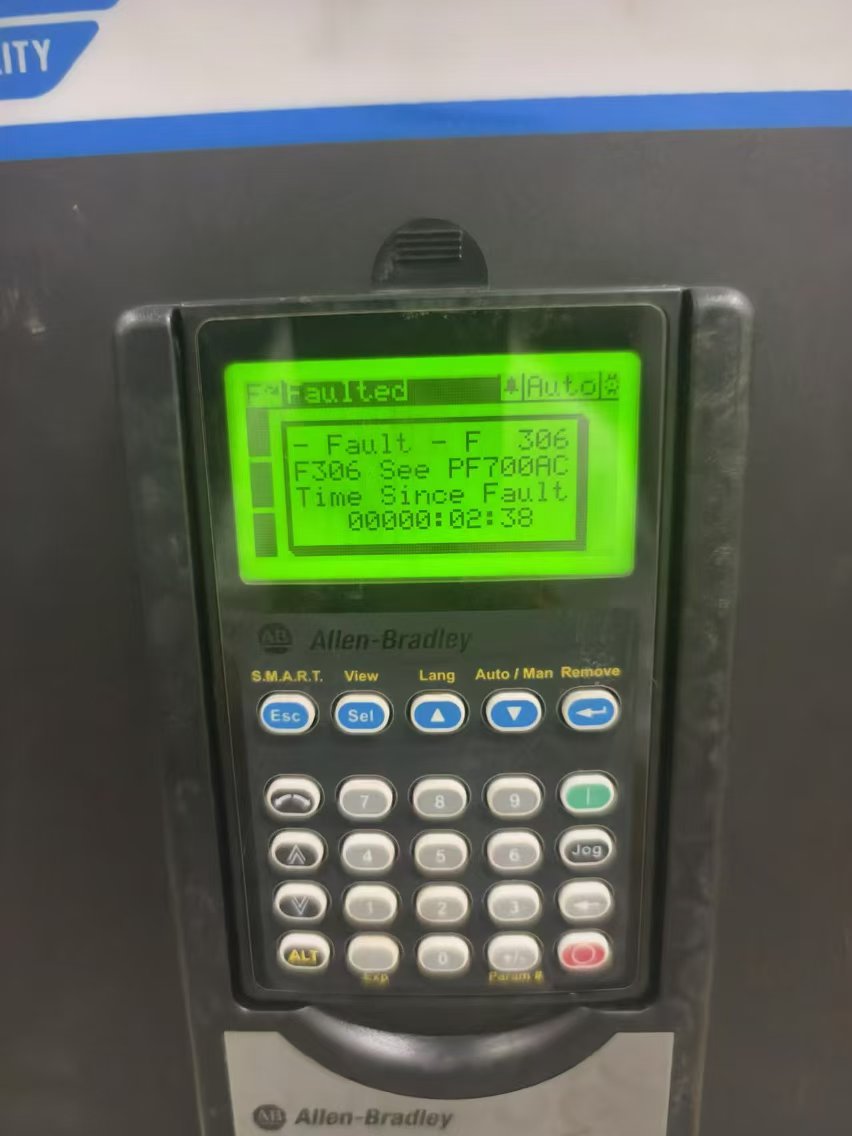 ITY
Faulted Auto
- Fault - F 306
F306 See PF700AC
Time Since Fault
00000:02:38
AB Allen-Bradley
S.M.A.R.T. View Lang Auto / Man Remove
Esc Sel
7 8 9
4 5 6 Jog
1 2 3
ALT 0 +/-
Exp Param #
AB Allen-Bradley